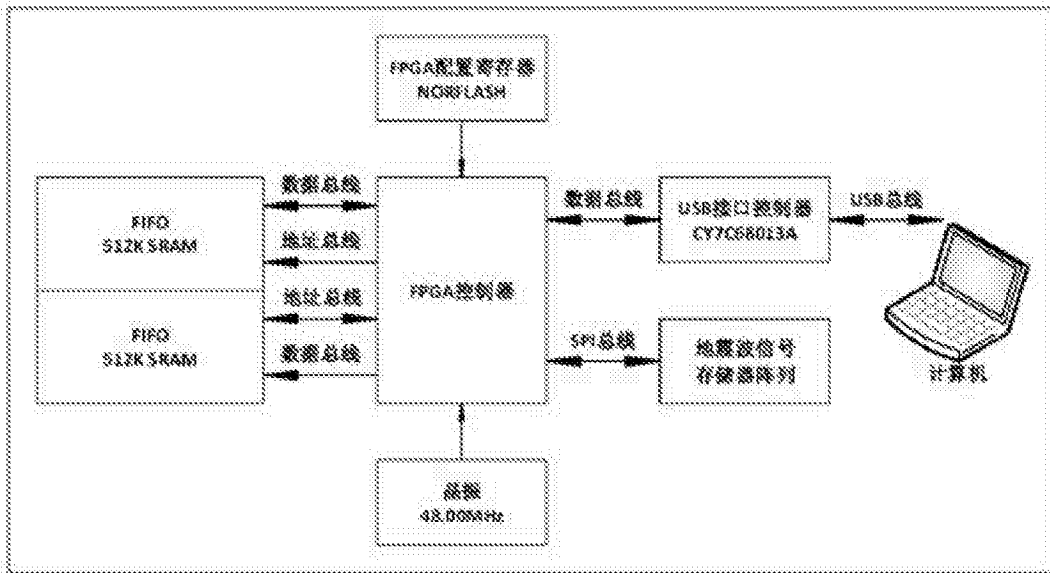 FPGA配置寄存器
NORFLASH
数据总线
FIFO
512K SRAM
地址总线
地址总线
FIFO
512K SRAM
数据总线
FPGA控制器
数据总线
USB接口控制器
CY7C68013A
USB总线
SPI总线
地震波信号
存储器阵列
计算机
晶振
48.00MHz